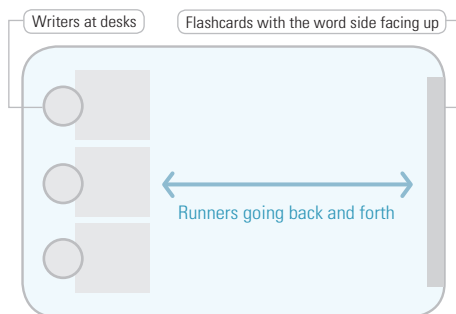 Writers at desks
Flashcards with the word side facing up
Runners going back and forth